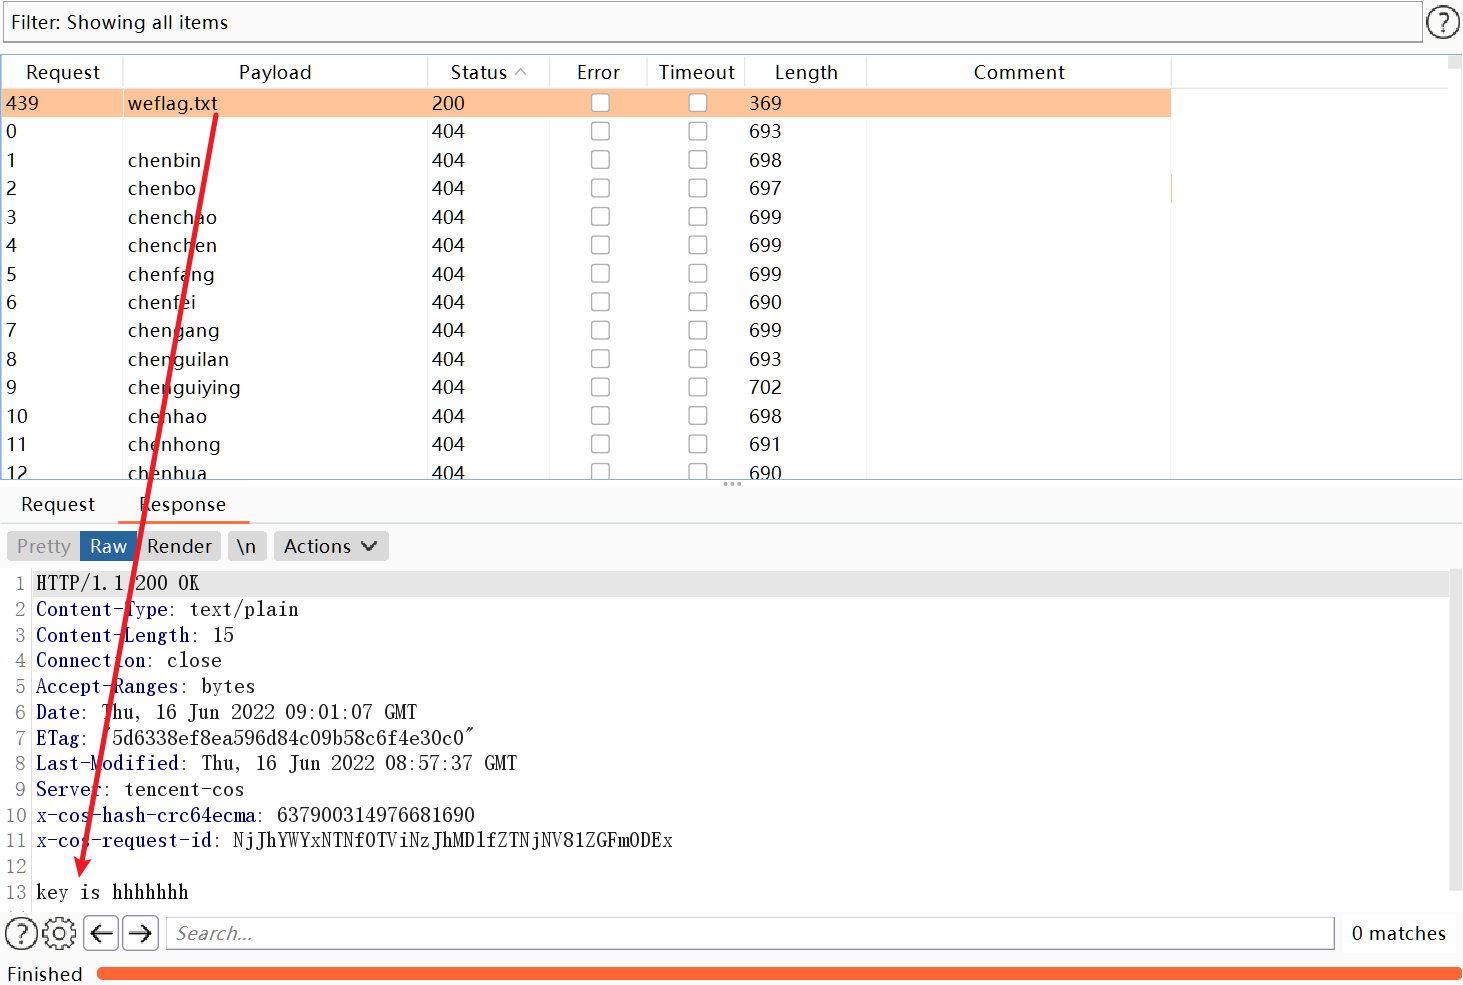 Filter: Showing all items
?
Request Payload Status Error Timeout Length Comment
439 weflag.txt 200 369
0 404 693
1 chenbin 404 698
2 chenbo 404 697
3 chenchao 404 699
4 chenchen 404 699
5 chenfang 404 699
6 chenfei 404 690
7 chengang 404 699
8 chenguilan 404 693
9 chenguiying 404 702
10 chenhao 404 698
11 chenhong 404 691
12 chenhua 404 690
Request Response
Pretty Raw Render \n Actions
1 HTTP/1.1 200 OK
2 Content-Type: text/plain
3 Content-Length: 15
4 Connection: close
5 Accept-Ranges: bytes
6 Date: Thu, 16 Jun 2022 09:01:07 GMT
7 ETag: "5d6338ef8ea596d84c09b58c6f4e30c0"
8 Last-Modified: Thu, 16 Jun 2022 08:57:37 GMT
9 Server: tencent-cos
10 x-cos-hash-crc64ecma: 637900314976681690
11 x-cos-request-id: NjJhYWYxNTNfOTViNzJhMDlfZTNjNV81ZGFmODEx
12
13 key is hhhhhhh
? Search... 0 matches
Finished